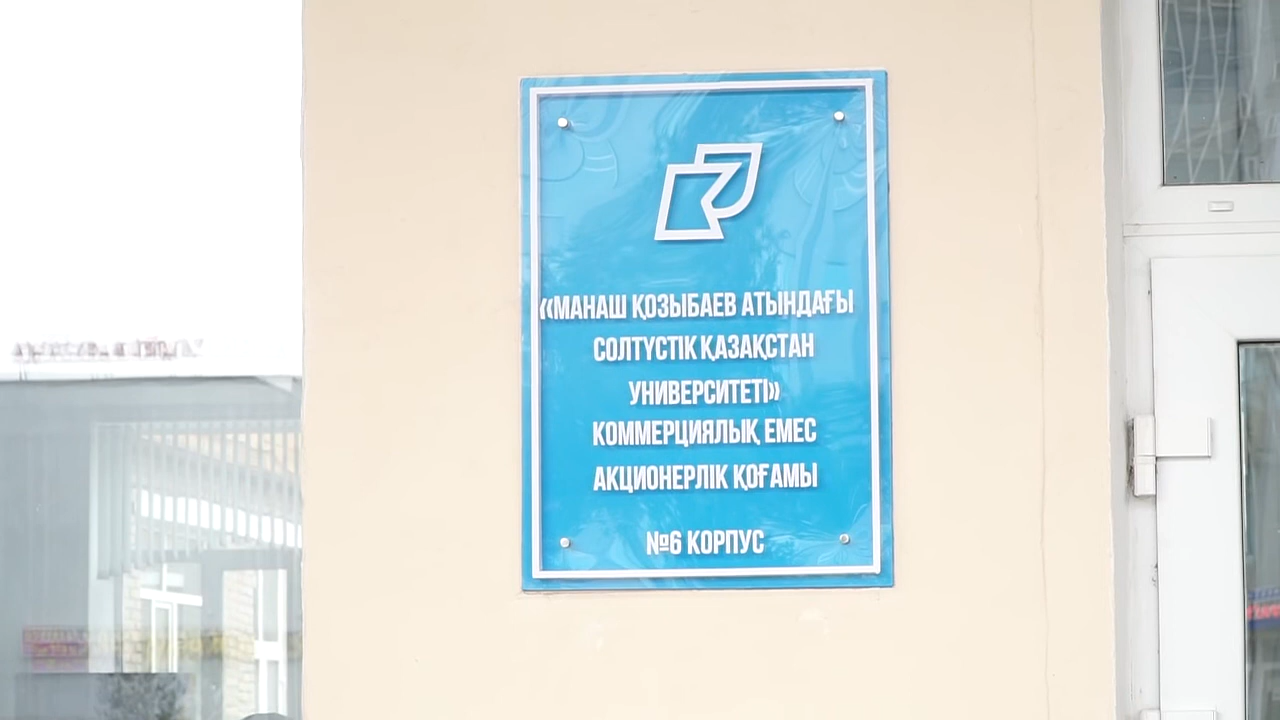 «МАНАШ ҚОЗЫБАЕВ АТЫНДАҒЫ
СОЛТҮСТІК ҚАЗАҚСТАН
УНИВЕРСИТЕТІ»
КОММЕРЦИЯЛЫҚ ЕМЕС
АКЦИОНЕРЛІК ҚОҒАМЫ
№6 КОРПУС